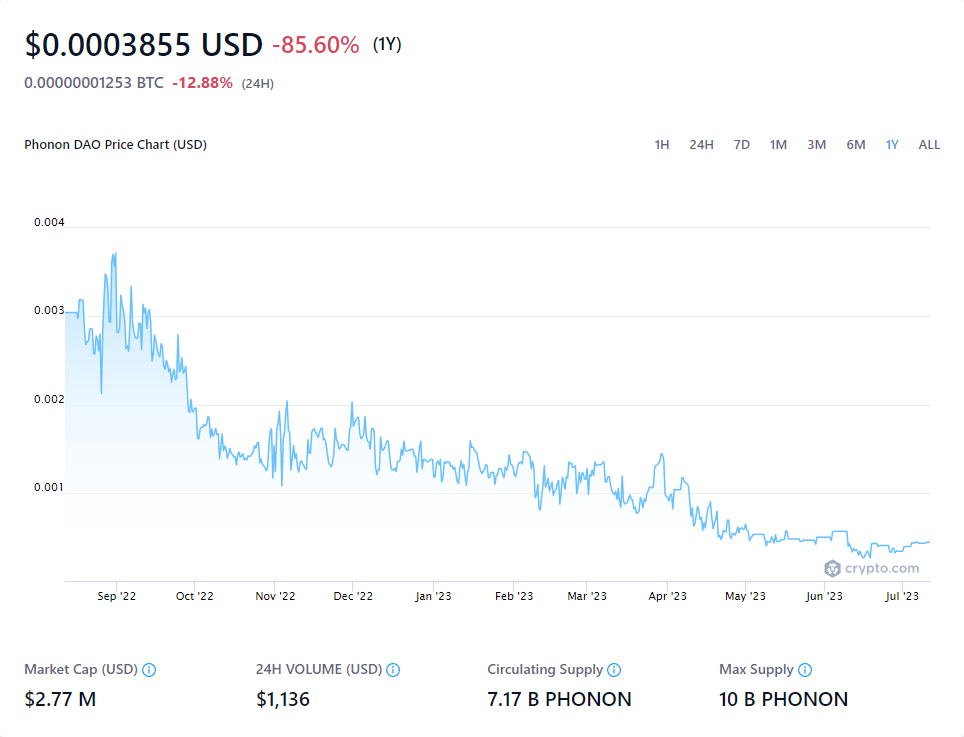 $0.0003855 USD -85.60% (1Y)
0.00000001253 BTC -12.88% (24H)
Phonon DAO Price Chart (USD) 1H 24H 7D 1M 3M 6M 1Y ALL
0.004
0.003
0.002
0.001
crypto.com
Sep '22 Oct '22 Nov '22 Dec '22 Jan '23 Feb '23 Mar '23 Apr '23 May '23 Jun '23 Jul '23
Market Cap (USD) 24H VOLUME (USD) Circulating Supply Max Supply
$2.77 M $1,136 7.17 B PHONON 10 B PHONON